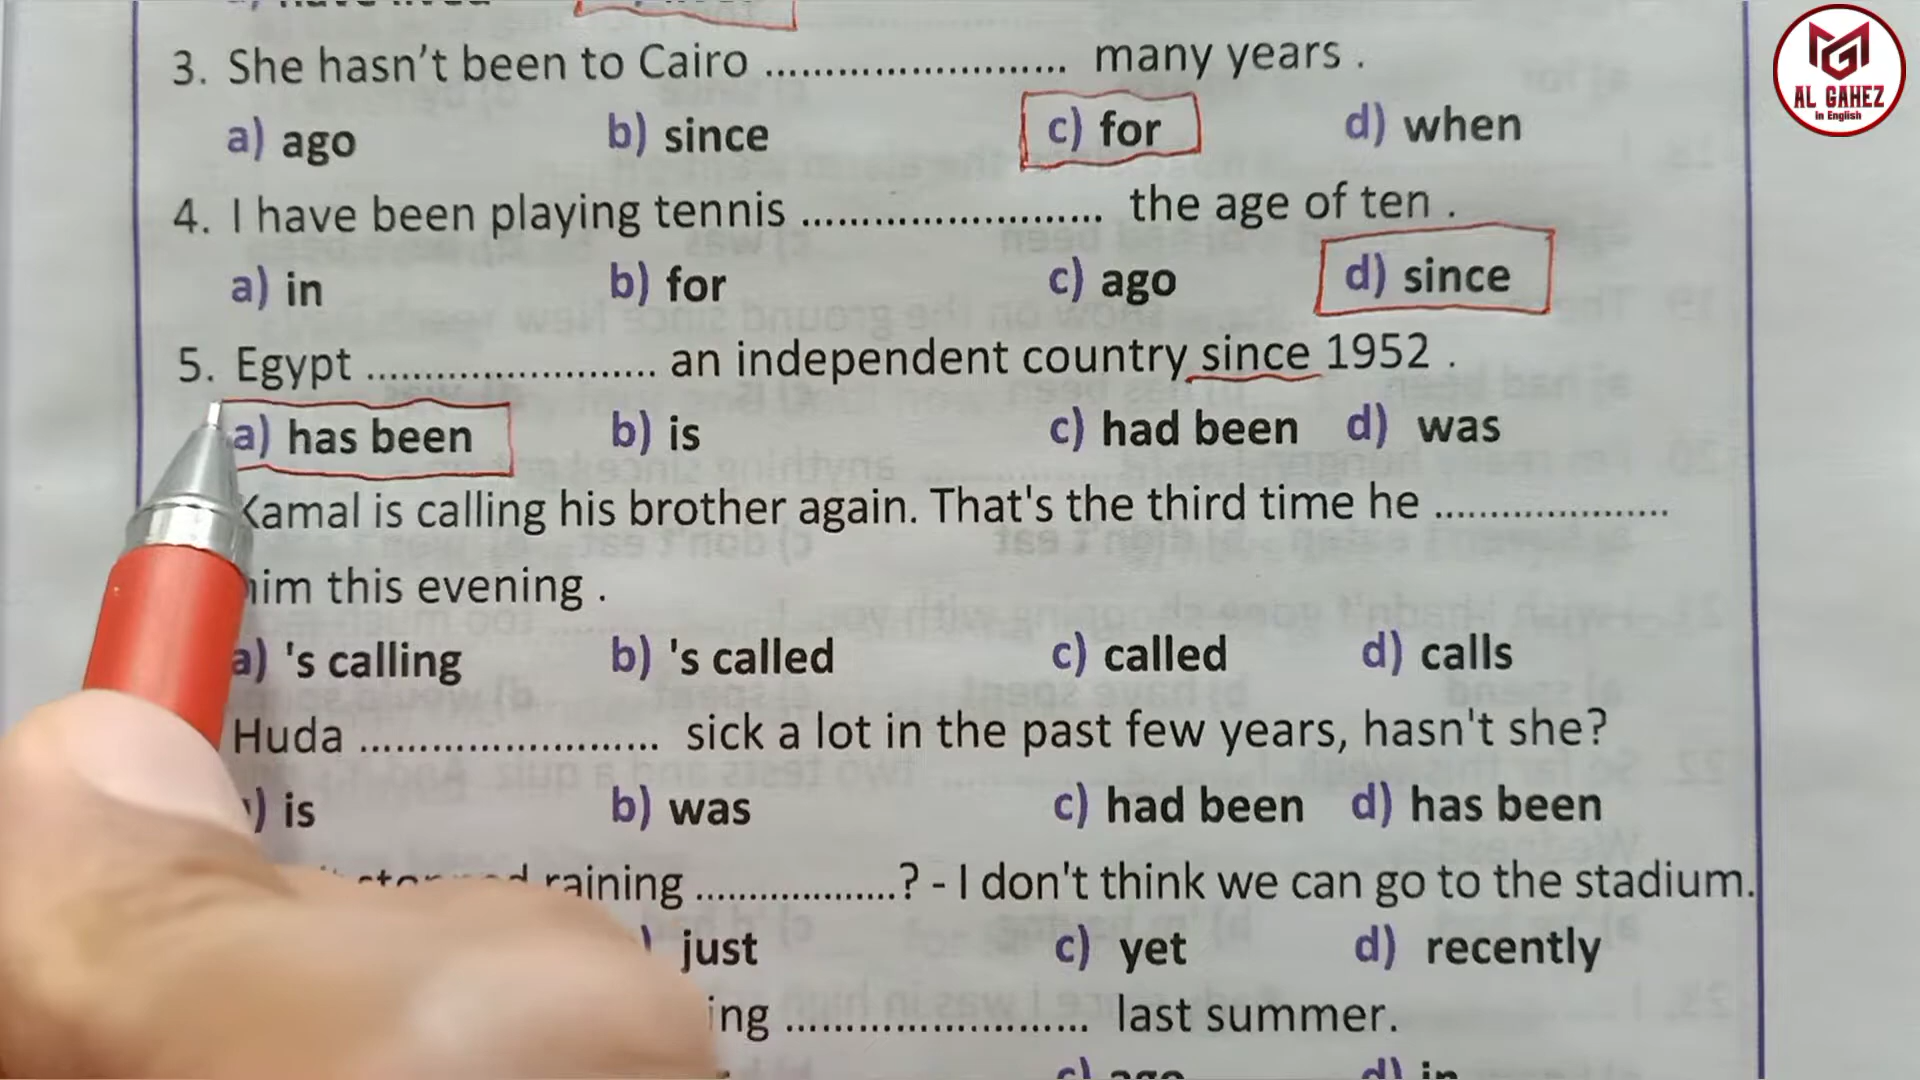 3. She hasn't been to Cairo ........................... many years .
a) ago b) since c) for d) when
4. I have been playing tennis ........................... the age of ten .
a) in b) for c) ago d) since
5. Egypt .......................... an independent country since 1952 .
a) has been b) is c) had been d) was
Kamal is calling his brother again. That's the third time he .....................
him this evening .
a) 's calling b) 's called c) called d) calls
Huda ........................... sick a lot in the past few years, hasn't she?
) is b) was c) had been d) has been
raining ..................? - I don't think we can go to the stadium.
just c) yet d) recently
ing ........................... last summer.
c) ago d) in
AL GAHEZ
in English